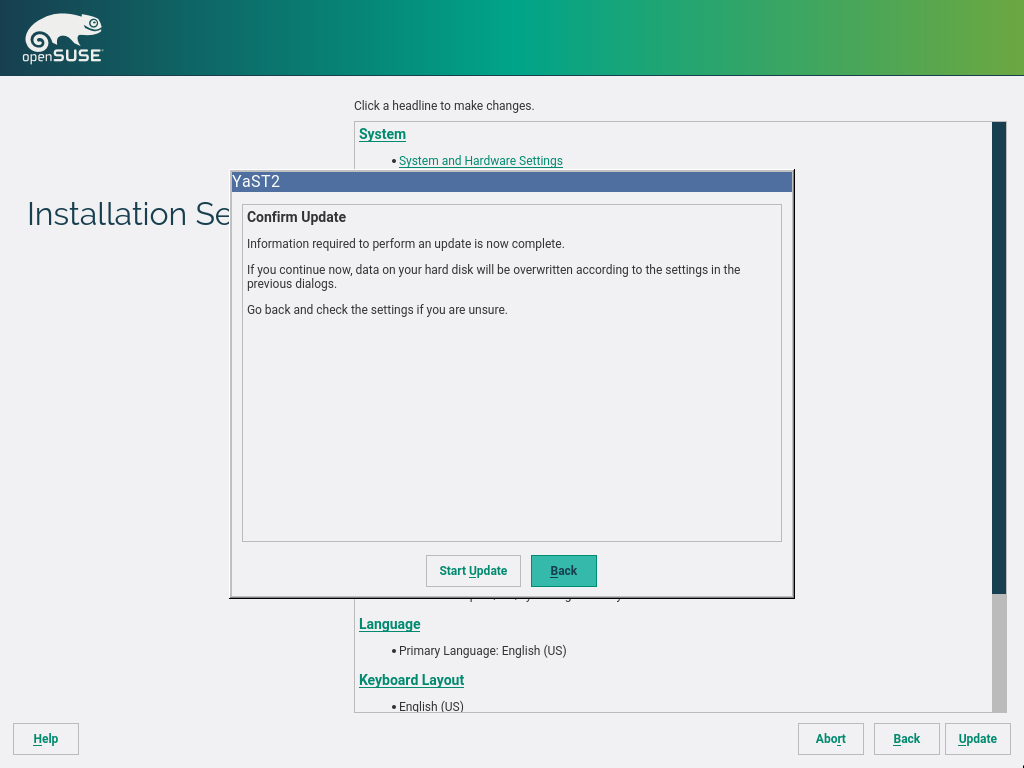 openSUSE
Click a headline to make changes.
System
• System and Hardware Settings
Installation Se
YaST2
Confirm Update
Information required to perform an update is now complete.
If you continue now, data on your hard disk will be overwritten according to the settings in the
previous dialogs.
Go back and check the settings if you are unsure.
Start Update
Back
Language
• Primary Language: English (US)
Keyboard Layout
• English (US)
Help
Abort
Back
Update